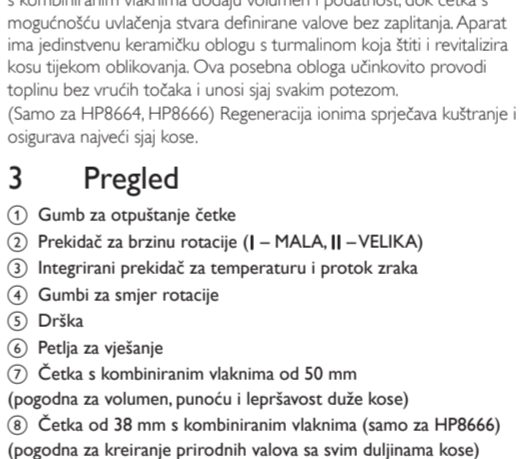 s kombiniranim vlaknima dodaju volumen i podatnost, dok četka s
mogućnošću uvlačenja stvara definirane valove bez zaplitanja. Aparat
ima jedinstvenu keramičku oblogu s turmalinom koja štiti i revitalizira
kosu tijekom oblikovanja. Ova posebna obloga učinkovito provodi
toplinu bez vrućih točaka i unosi sjaj svakim potezom.
(Samo za HP8664, HP8666) Regeneracija ionima sprječava kuštranje i
osigurava najveći sjaj kose.
3 Pregled
① Gumb za otpuštanje četke
② Prekidač za brzinu rotacije (I – MALA, II – VELIKA)
③ Integrirani prekidač za temperaturu i protok zraka
④ Gumbi za smjer rotacije
⑤ Drška
⑥ Petlja za vješanje
⑦ Četka s kombiniranim vlaknima od 50 mm
(pogodna za volumen, punoću i lepršavost duže kose)
⑧ Četka od 38 mm s kombiniranim vlaknima (samo za HP8666)
(pogodna za kreiranje prirodnih valova sa svim duljinama kose)